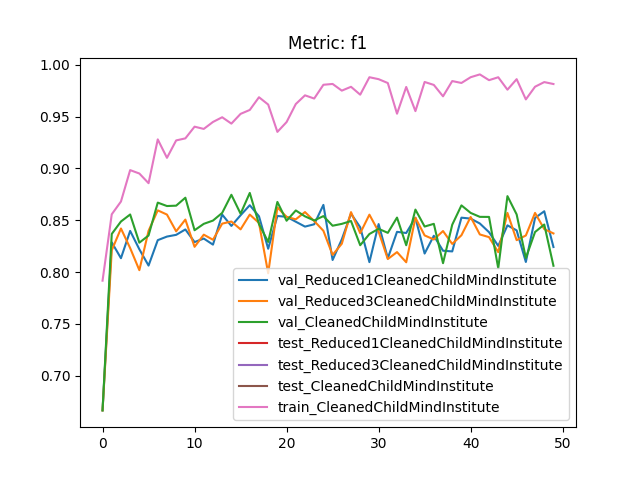 Metric: f1
1.00
0.95
0.90
0.85
0.80
0.75
0.70
val_Reduced1CleanedChildMindInstitute
val_Reduced3CleanedChildMindInstitute
val_CleanedChildMindInstitute
test_Reduced1CleanedChildMindInstitute
test_Reduced3CleanedChildMindInstitute
test_CleanedChildMindInstitute
train_CleanedChildMindInstitute
0 10 20 30 40 50